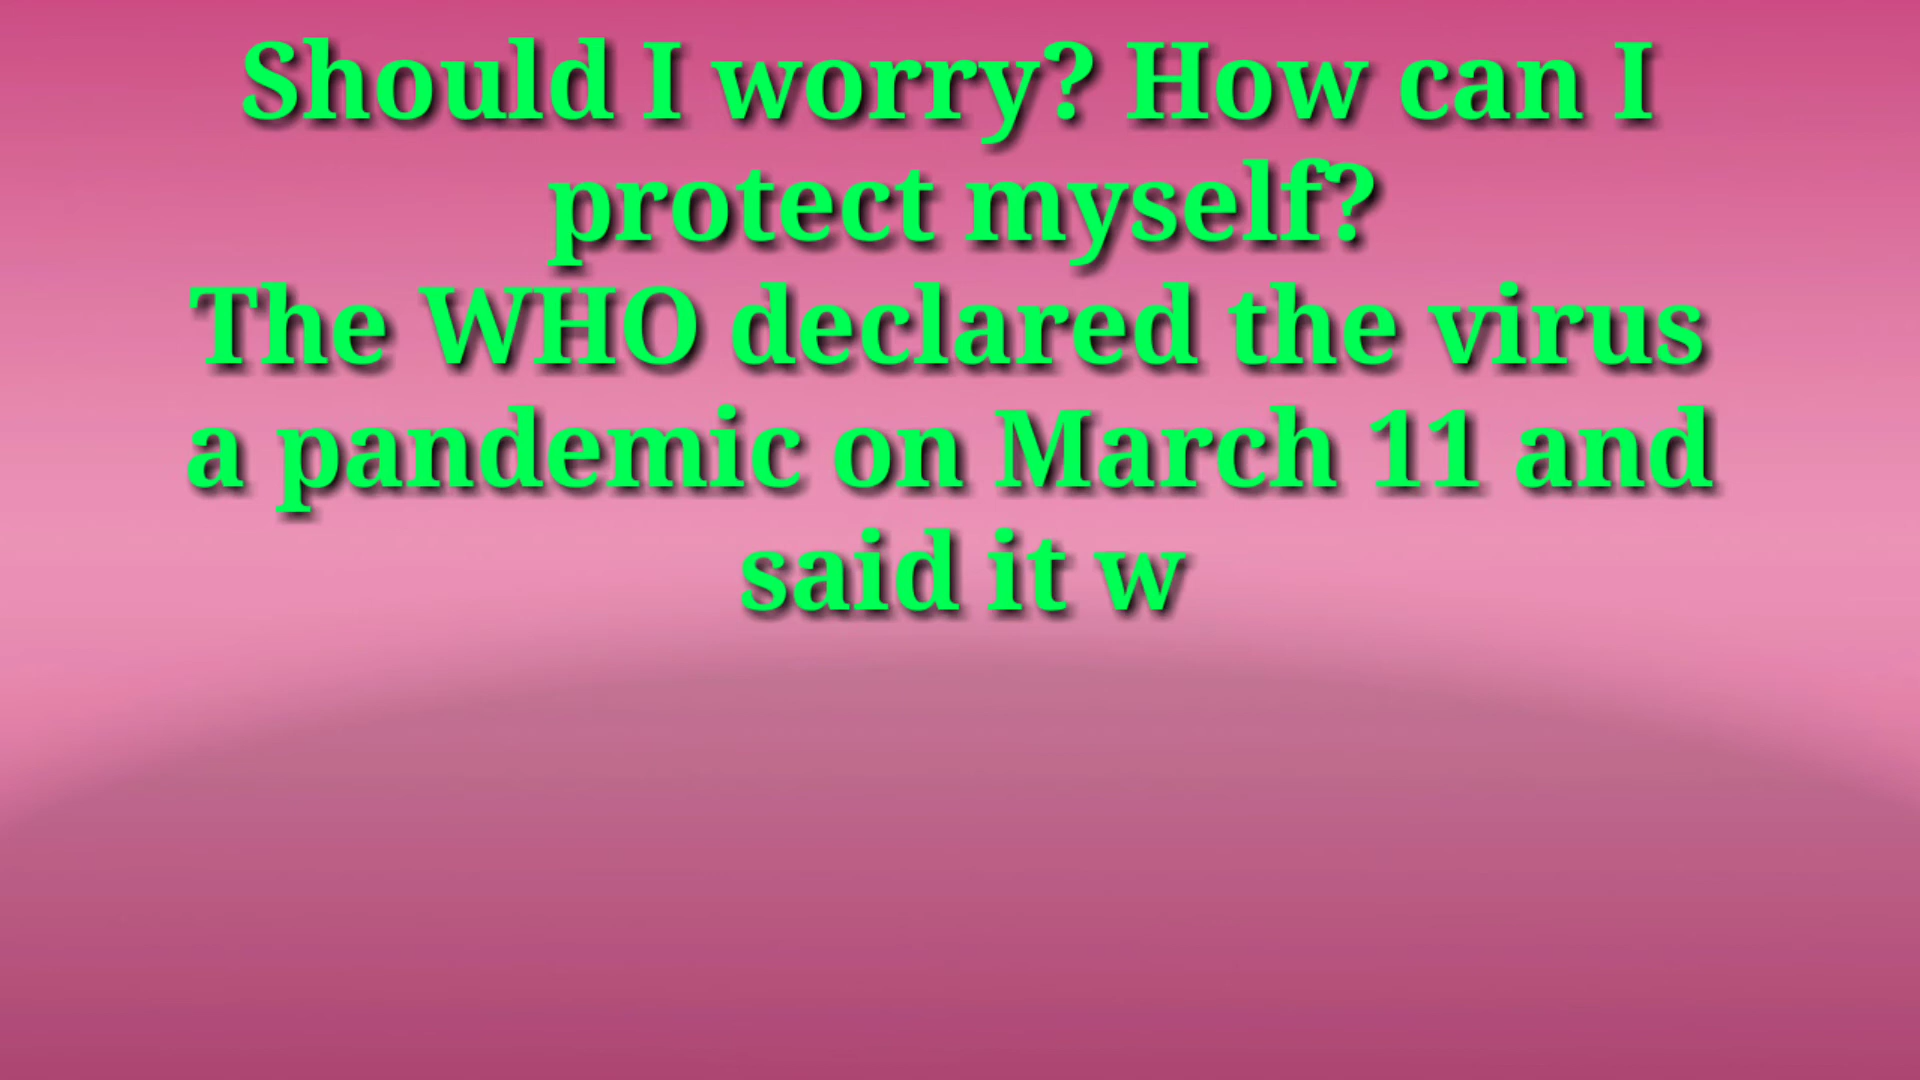 Should I worry? How can I
protect myself?
The WHO declared the virus
a pandemic on March 11 and
said it w